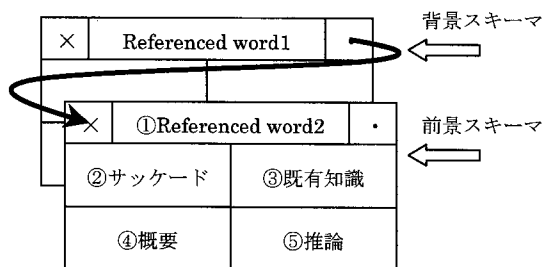 × Referenced word1 ・
背景スキーマ
× ①Referenced word2 ・
前景スキーマ
②サッケード ③既有知識
④概要 ⑤推論